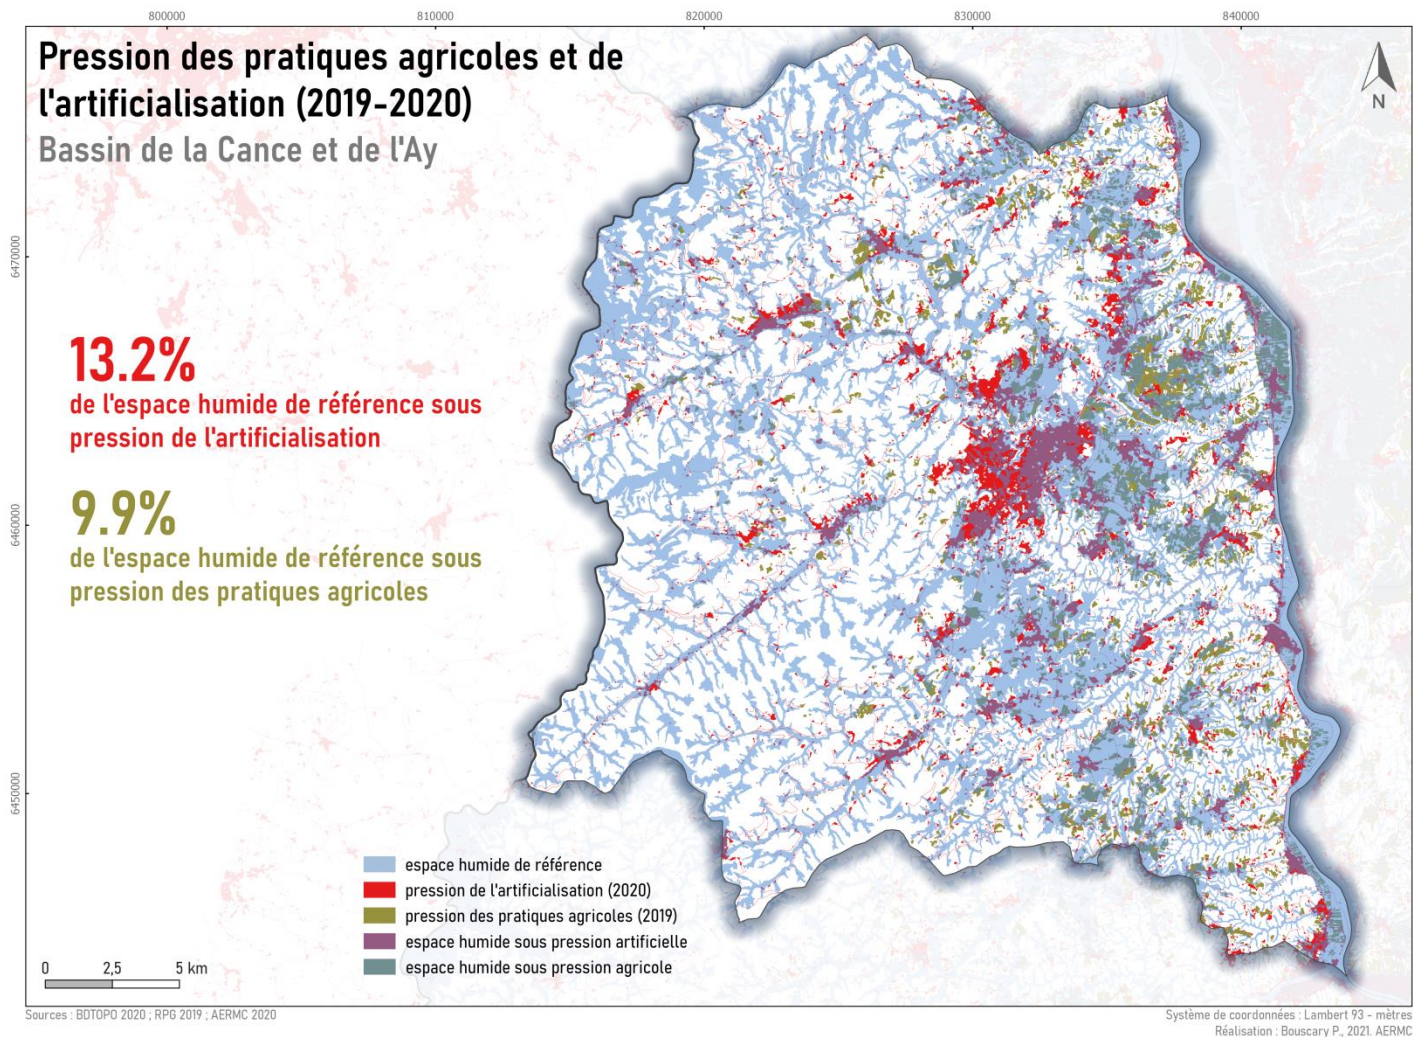 800000
810000
820000
830000
840000
Pression des pratiques agricoles et de
l'artificialisation (2019-2020)
Bassin de la Cance et de l'Ay
N
6470000
13.2%
de l'espace humide de référence sous
pression de l'artificialisation
9.9%
de l'espace humide de référence sous
pression des pratiques agricoles
6460000
6450000
espace humide de référence
pression de l'artificialisation (2020)
pression des pratiques agricoles (2019)
espace humide sous pression artificielle
espace humide sous pression agricole
0 2,5 5 km
Sources : BDTOPO 2020 ; RPG 2019 ; AERMC 2020
Système de coordonnées : Lambert 93 - mètres
Réalisation : Bouscary P., 2021. AERMC